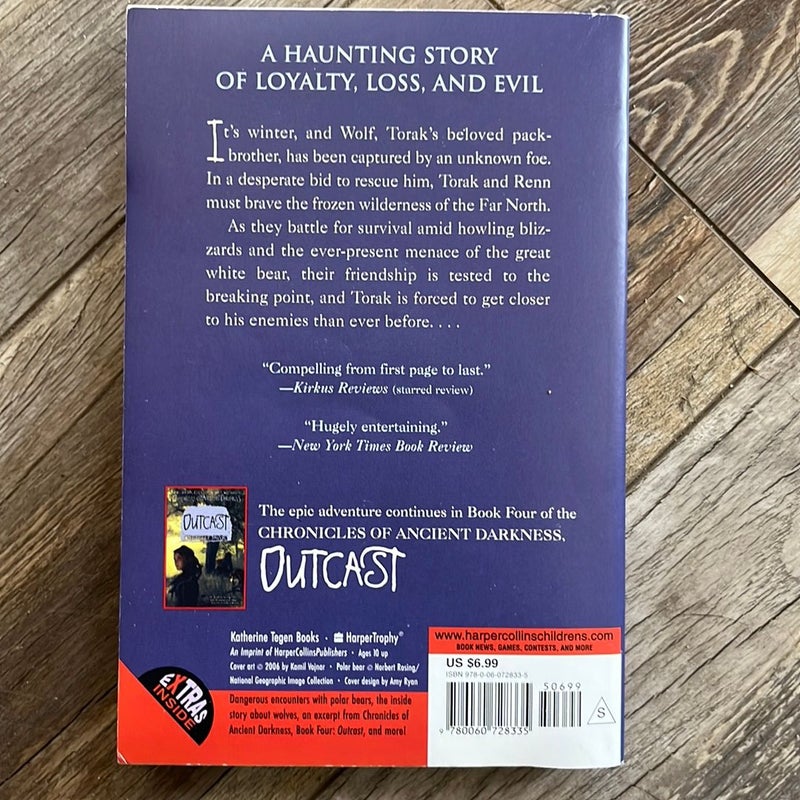 A HAUNTING STORY
OF LOYALTY, LOSS, AND EVIL
It's winter, and Wolf, Torak's beloved pack-
brother, has been captured by an unknown foe.
In a desperate bid to rescue him, Torak and Renn
must brave the frozen wilderness of the Far North.
As they battle for survival amid howling bliz-
zards and the ever-present menace of the great
white bear, their friendship is tested to the
breaking point, and Torak is forced to get closer
to his enemies than ever before. . . .
“Compelling from first page to last.”
—Kirkus Reviews (starred review)
“Hugely entertaining.”
—New York Times Book Review
OUTCAST
The epic adventure continues in Book Four of the
CHRONICLES OF ANCIENT DARKNESS,
OUTCAST
Katherine Tegen Books • HarperTrophy®
An Imprint of HarperCollinsPublishers • Ages 10 up
Cover art © 2006 by Kamil Vojnar • Polar bear © Norbert Rosing/
National Geographic Image Collection • Cover design by Amy Ryan
EXTRAS
INSIDE
Dangerous encounters with polar bears, the inside
story about wolves, an excerpt from Chronicles of
Ancient Darkness, Book Four: Outcast, and more!
www.harpercollinschildrens.com
BOOK NEWS, GAMES, CONTESTS, AND MORE
US $6.99
ISBN 978-0-06-072833-5
50699
9 780060 728335
S